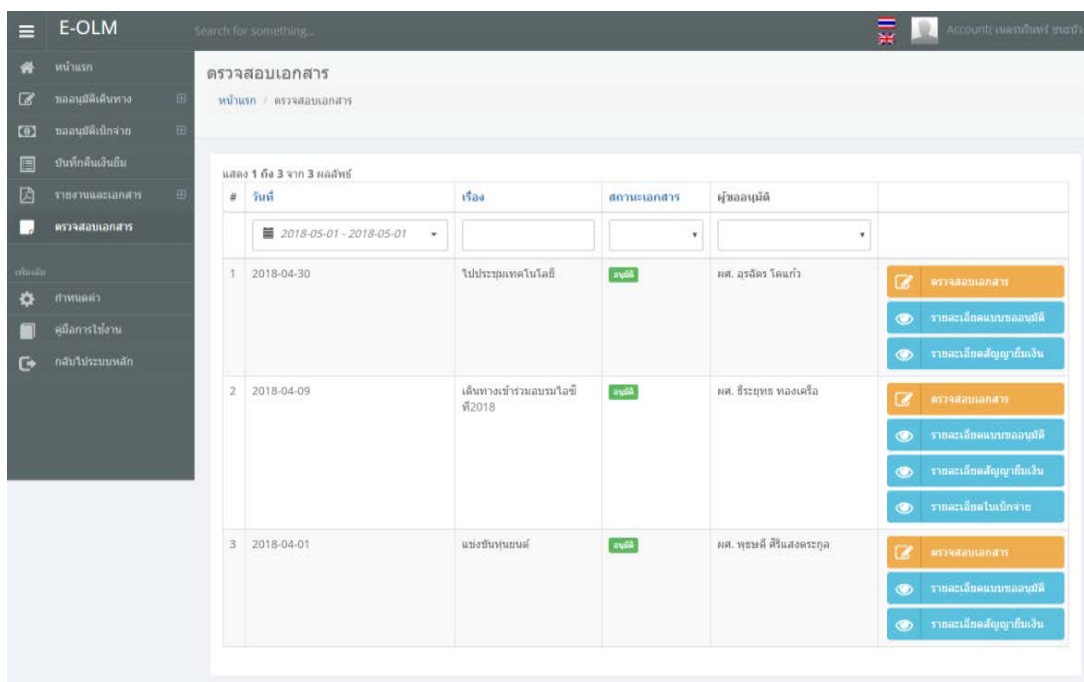 E-OLM
Search for something...
Account(
หน้าแรก
ขออนุมัติเดินทาง
ขออนุมัติเบิกจ่าย
บันทึกคืนเงินยืม
รายงานและเอกสาร
ตรวจสอบเอกสาร
เพิ่มเติม
กำหนดค่า
คู่มือการใช้งาน
กลับไประบบหลัก
ตรวจสอบเอกสาร
หน้าแรก / ตรวจสอบเอกสาร
แสดง 1 ถึง 3 จาก 3 ผลลัพธ์
# วันที่ เรื่อง สถานะเอกสาร ผู้ขออนุมัติ
2018-05-01 - 2018-05-01
1 2018-04-30 ไปประชุมเทคโนโลยี อนุมัติ ผศ. อุรฉัตร โคแก้ว
ตรวจสอบเอกสาร
รายละเอียดแบบขออนุมัติ
รายละเอียดสัญญายืมเงิน
2 2018-04-09 เดินทางเข้าร่วมอบรมไอซี อนุมัติ ผศ. ธีระยุทธ ทองเครือ
ที2018
ตรวจสอบเอกสาร
รายละเอียดแบบขออนุมัติ
รายละเอียดสัญญายืมเงิน
รายละเอียดใบเบิกจ่าย
3 2018-04-01 แข่งขันหุ่นยนต์ อนุมัติ ผศ. พุธษดี ศิริแสงตระกูล
ตรวจสอบเอกสาร
รายละเอียดแบบขออนุมัติ
รายละเอียดสัญญายืมเงิน